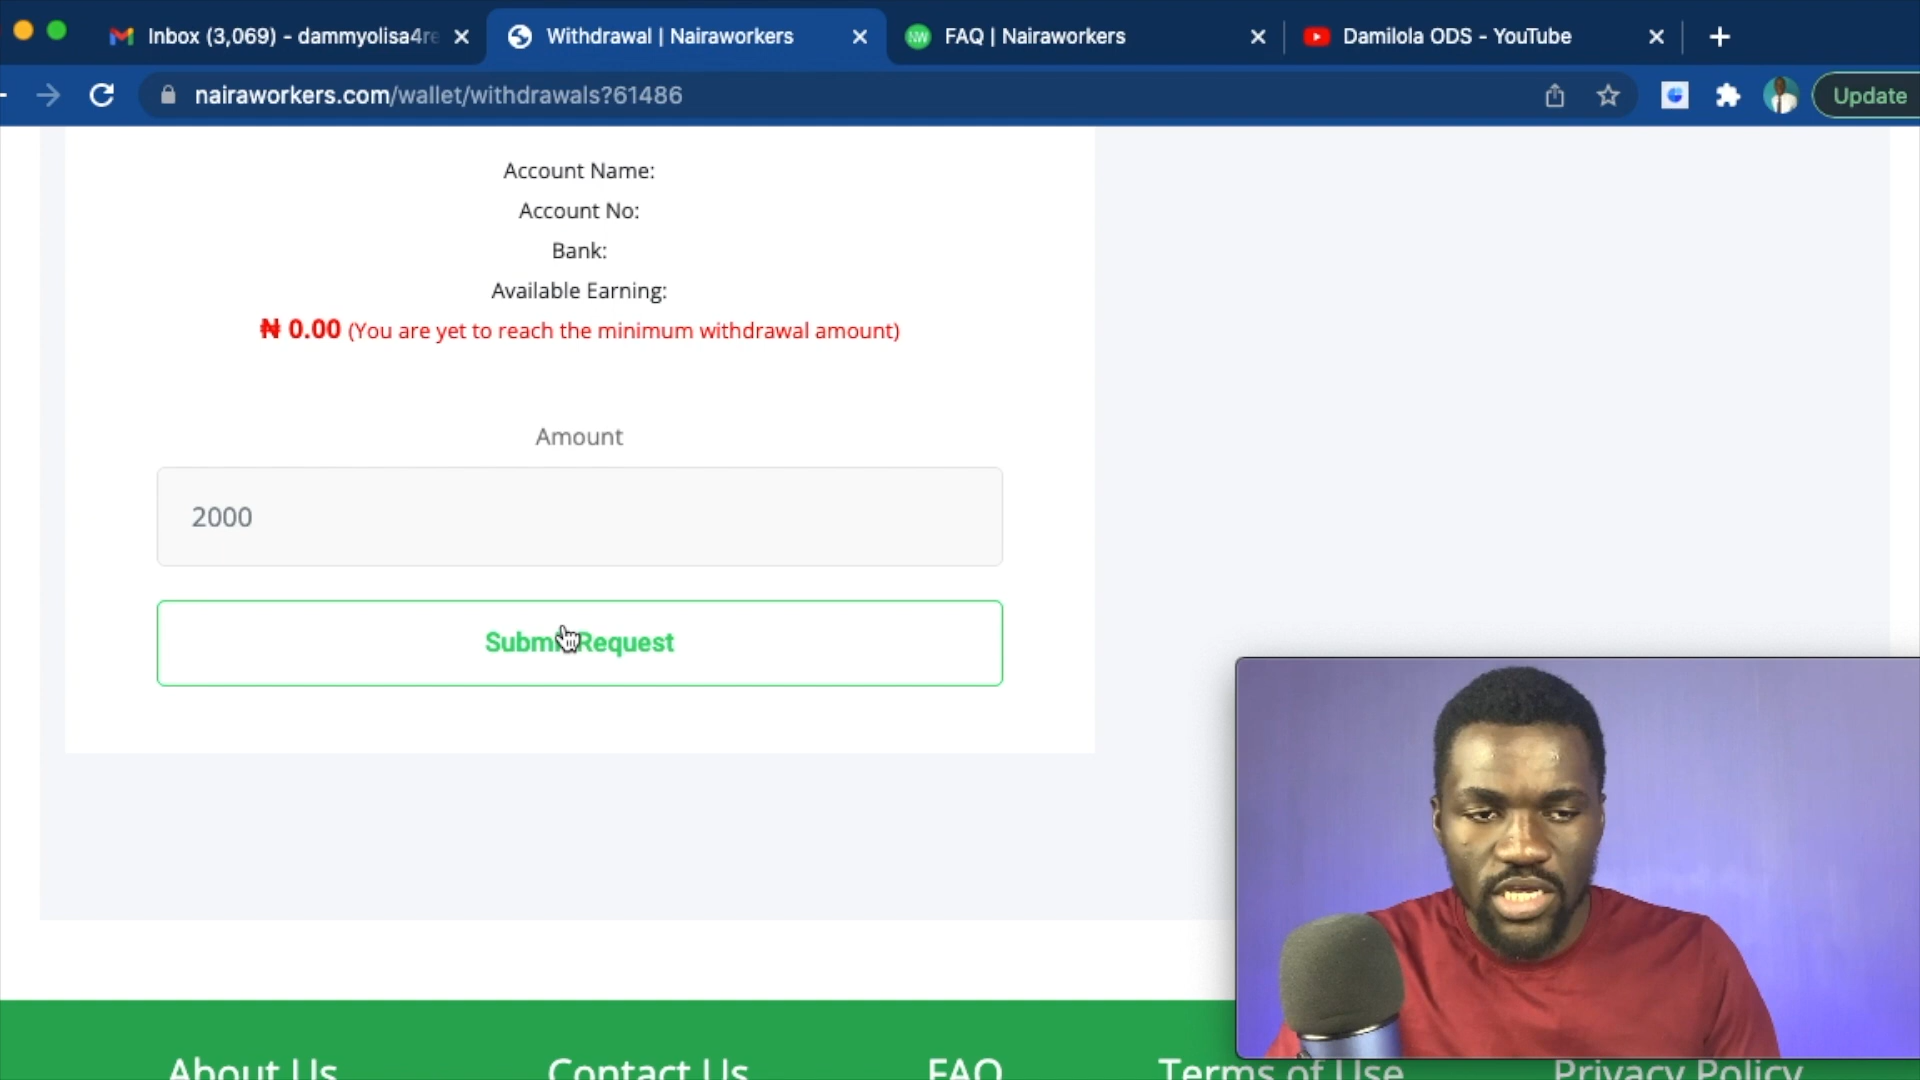 Inbox (3,069) - dammyolisa4re
Withdrawal | Nairaworkers
FAQ | Nairaworkers
Damilola ODS - YouTube
nairaworkers.com/wallet/withdrawals?61486
Update
Account Name:
Account No:
Bank:
Available Earning:
₦ 0.00 (You are yet to reach the minimum withdrawal amount)
Amount
2000
Submit Request
About Us
Contact Us
FAQ
Terms of Use
Privacy Policy